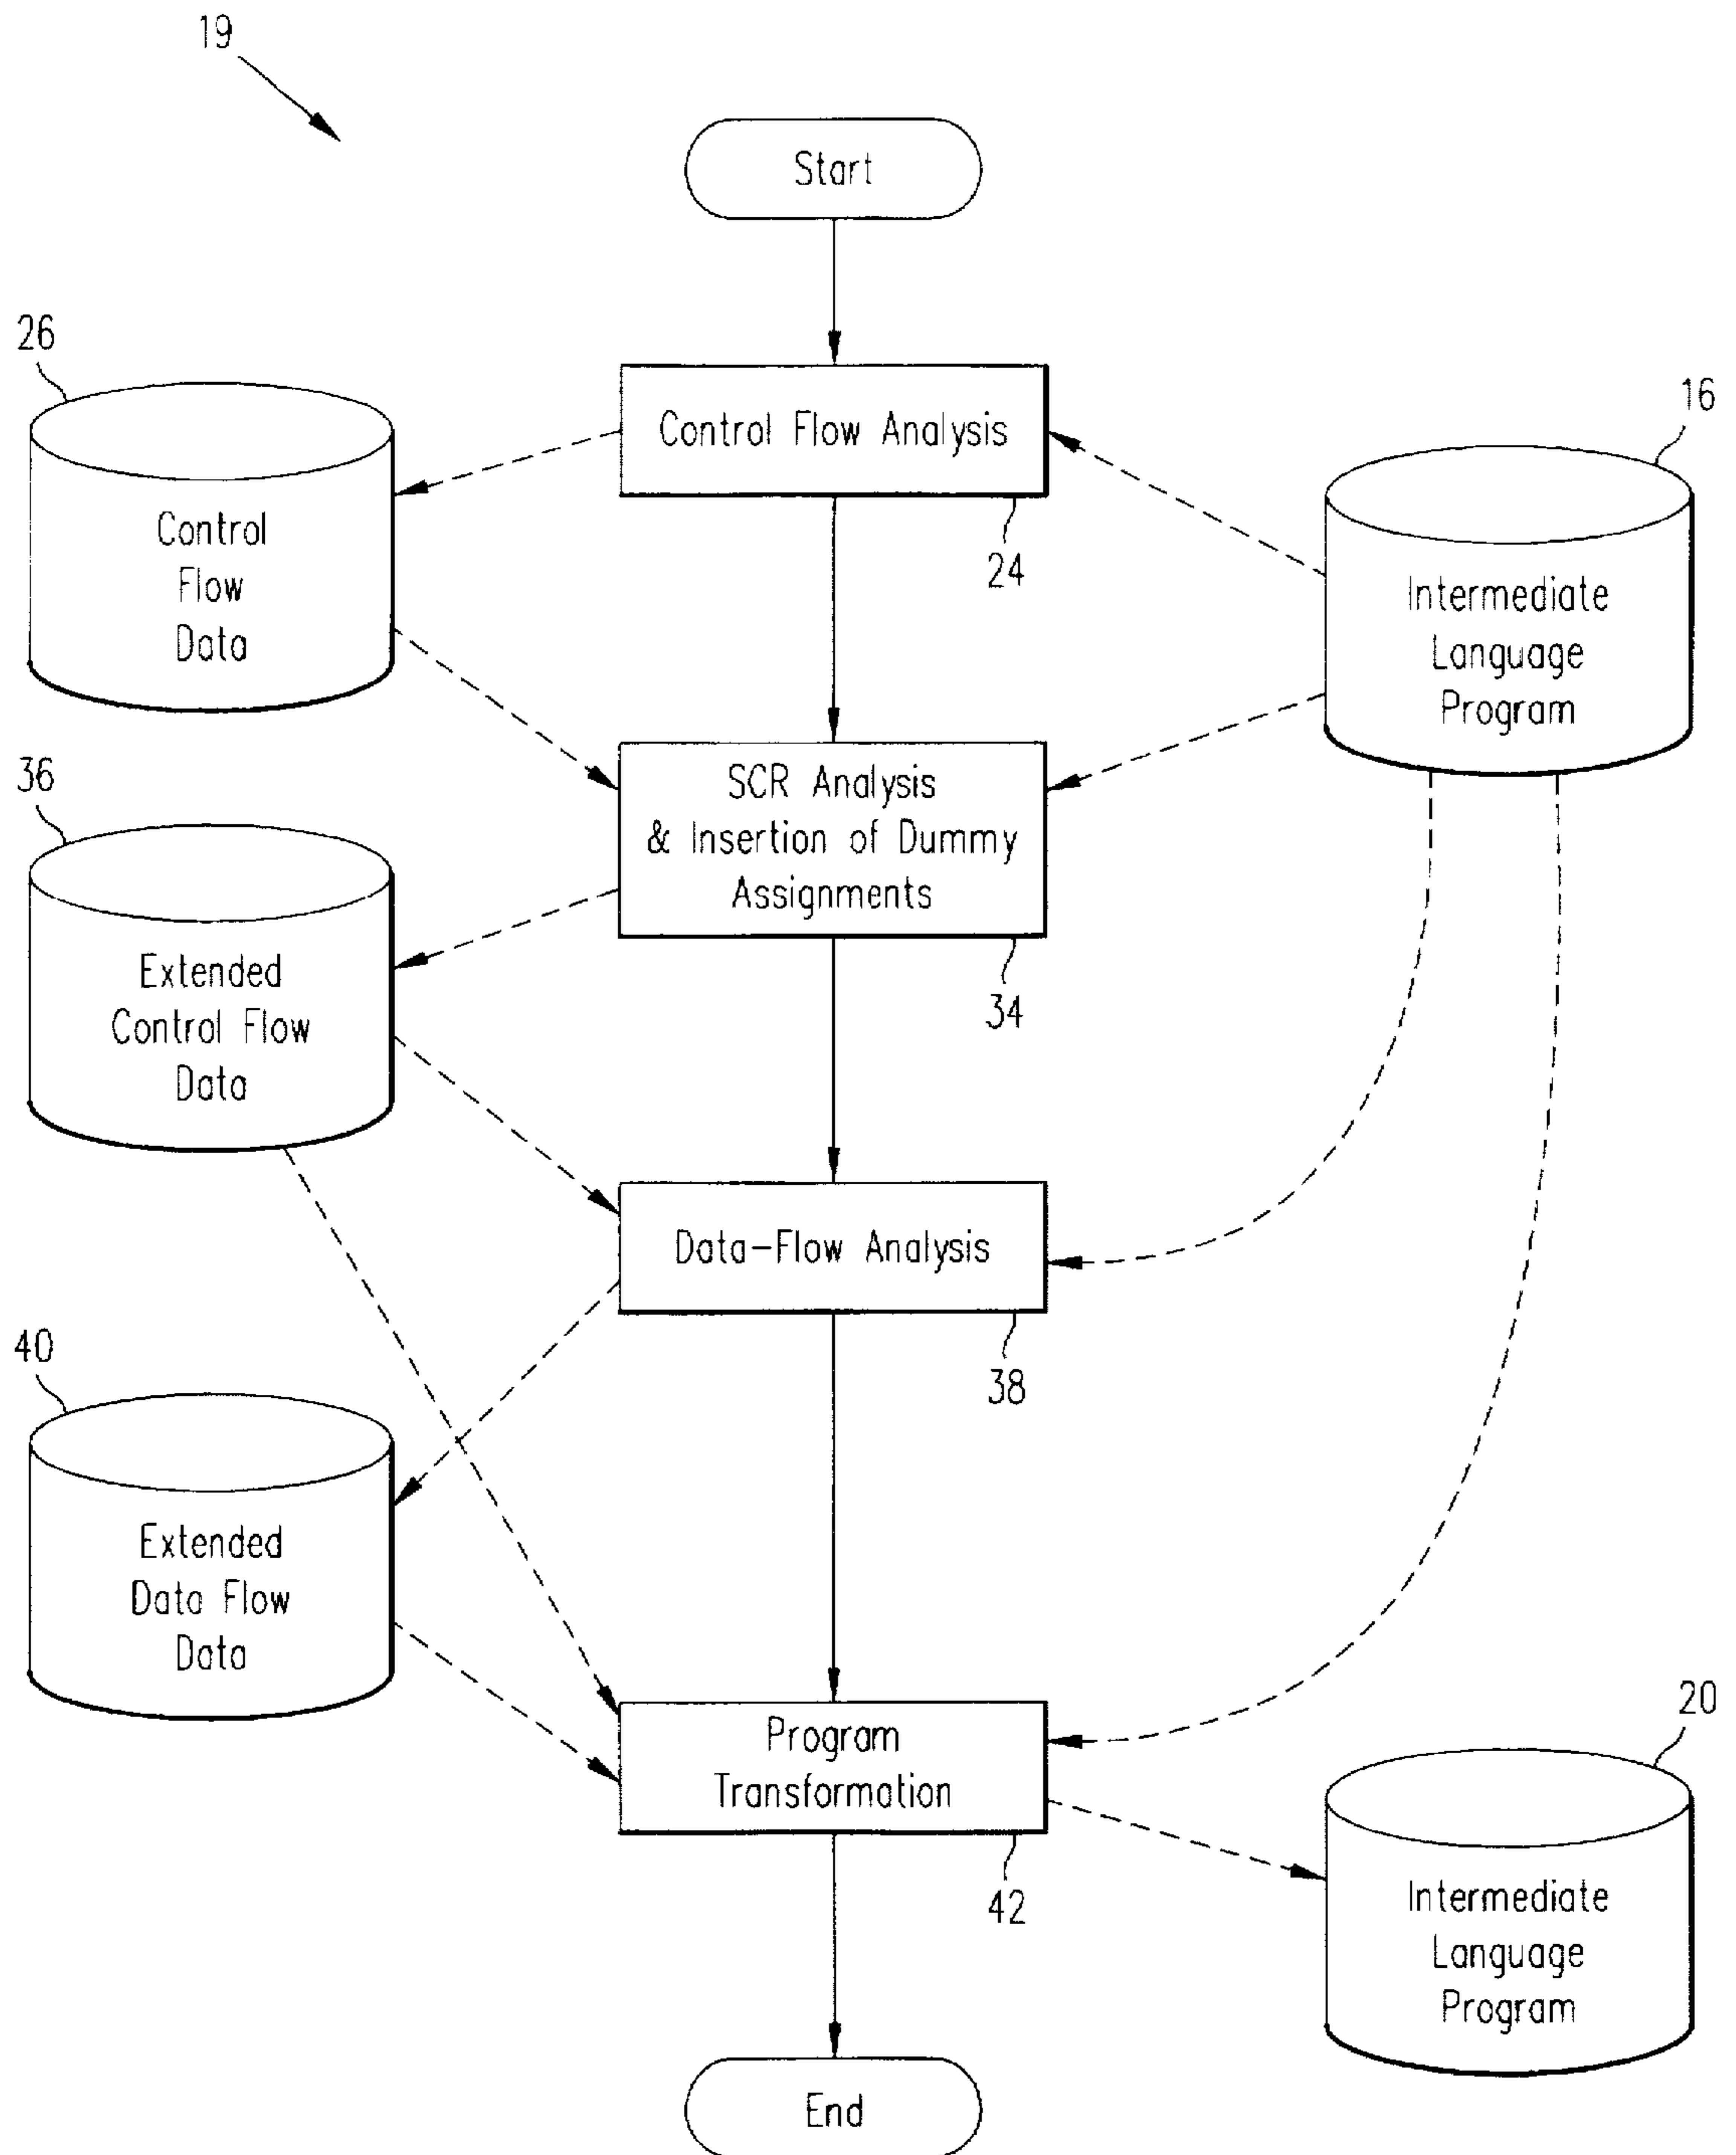 19
Start
26
Control Flow Analysis
16
Control
Flow
Data
24
Intermediate
Language
Program
36
SCR Analysis
& Insertion of Dummy
Assignments
Extended
Control Flow
Data
34
Data-Flow Analysis
40
38
Extended
Data Flow
Data
20
Program
Transformation
42
Intermediate
Language
Program
End